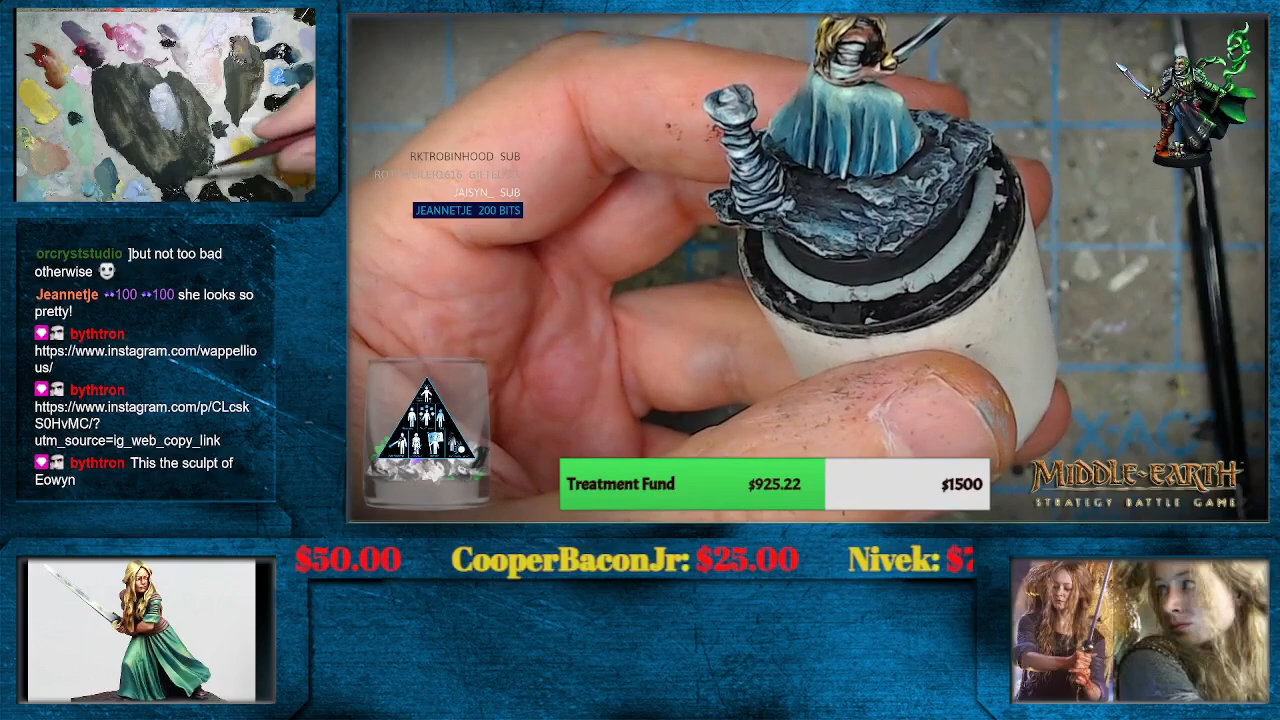 RKTROBINHOOD SUB
JAISYN_ SUB
JEANNETJE 200 BITS
orcryststudio ]but not too bad
otherwise
Jeannetje 100 100 she looks so
pretty!
bythtron
https://www.instagram.com/wappellio
us/
bythtron
https://www.instagram.com/p/CLcsk
S0HvMC/?
utm_source=ig_web_copy_link
bythtron This the sculpt of
Eowyn
Treatment Fund $925.22 $1500
MIDDLE-EARTH
STRATEGY BATTLE GAME
$50.00 CooperBaconJr: $25.00 Nivek: